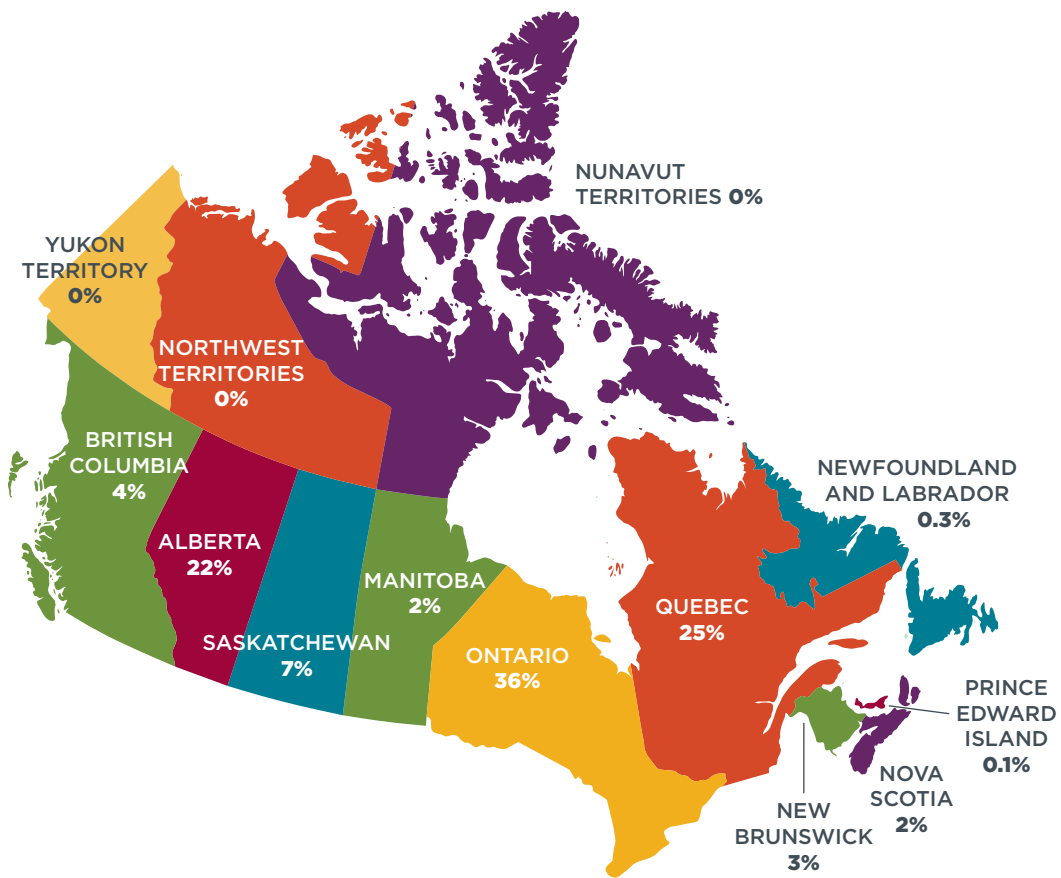 NUNAVUT
TERRITORIES 0%
YUKON
TERRITORY
0%
NORTHWEST
TERRITORIES
0%
BRITISH
COLUMBIA
4%
ALBERTA
22%
SASKATCHEWAN
7%
MANITOBA
2%
ONTARIO
36%
QUEBEC
25%
NEWFOUNDLAND
AND LABRADOR
0.3%
PRINCE
EDWARD
ISLAND
0.1%
NOVA
SCOTIA
2%
NEW
BRUNSWICK
3%